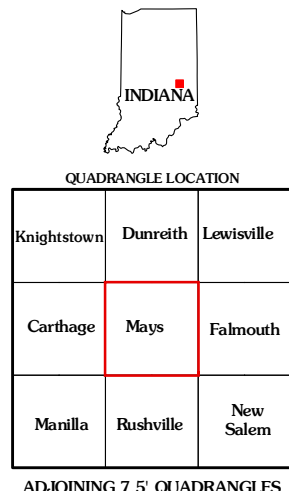 INDIANA
QUADRANGLE LOCATION
Knightstown Dunreith Lewisville
Carthage Mays Falmouth
Manilla Rushville New Salem
ADJOINING 7.5' QUADRANGLES